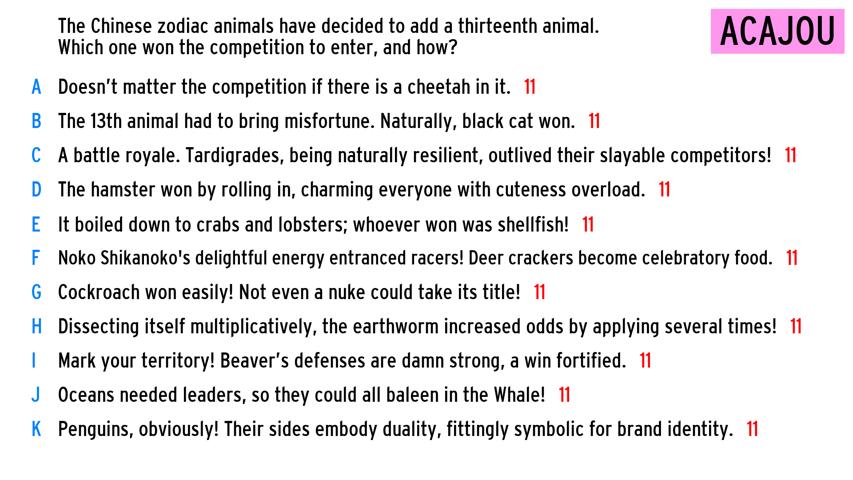 The Chinese zodiac animals have decided to add a thirteenth animal.
Which one won the competition to enter, and how?
ACAJOU
A Doesn't matter the competition if there is a cheetah in it. 11
B The 13th animal had to bring misfortune. Naturally, black cat won. 11
C A battle royale. Tardigrades, being naturally resilient, outlived their slayable competitors! 11
D The hamster won by rolling in, charming everyone with cuteness overload. 11
E It boiled down to crabs and lobsters; whoever won was shellfish! 11
F Noko Shikanoko's delightful energy entranced racers! Deer crackers become celebratory food. 11
G Cockroach won easily! Not even a nuke could take its title! 11
H Dissecting itself multiplicatively, the earthworm increased odds by applying several times! 11
I Mark your territory! Beaver's defenses are damn strong, a win fortified. 11
J Oceans needed leaders, so they could all baleen in the Whale! 11
K Penguins, obviously! Their sides embody duality, fittingly symbolic for brand identity. 11